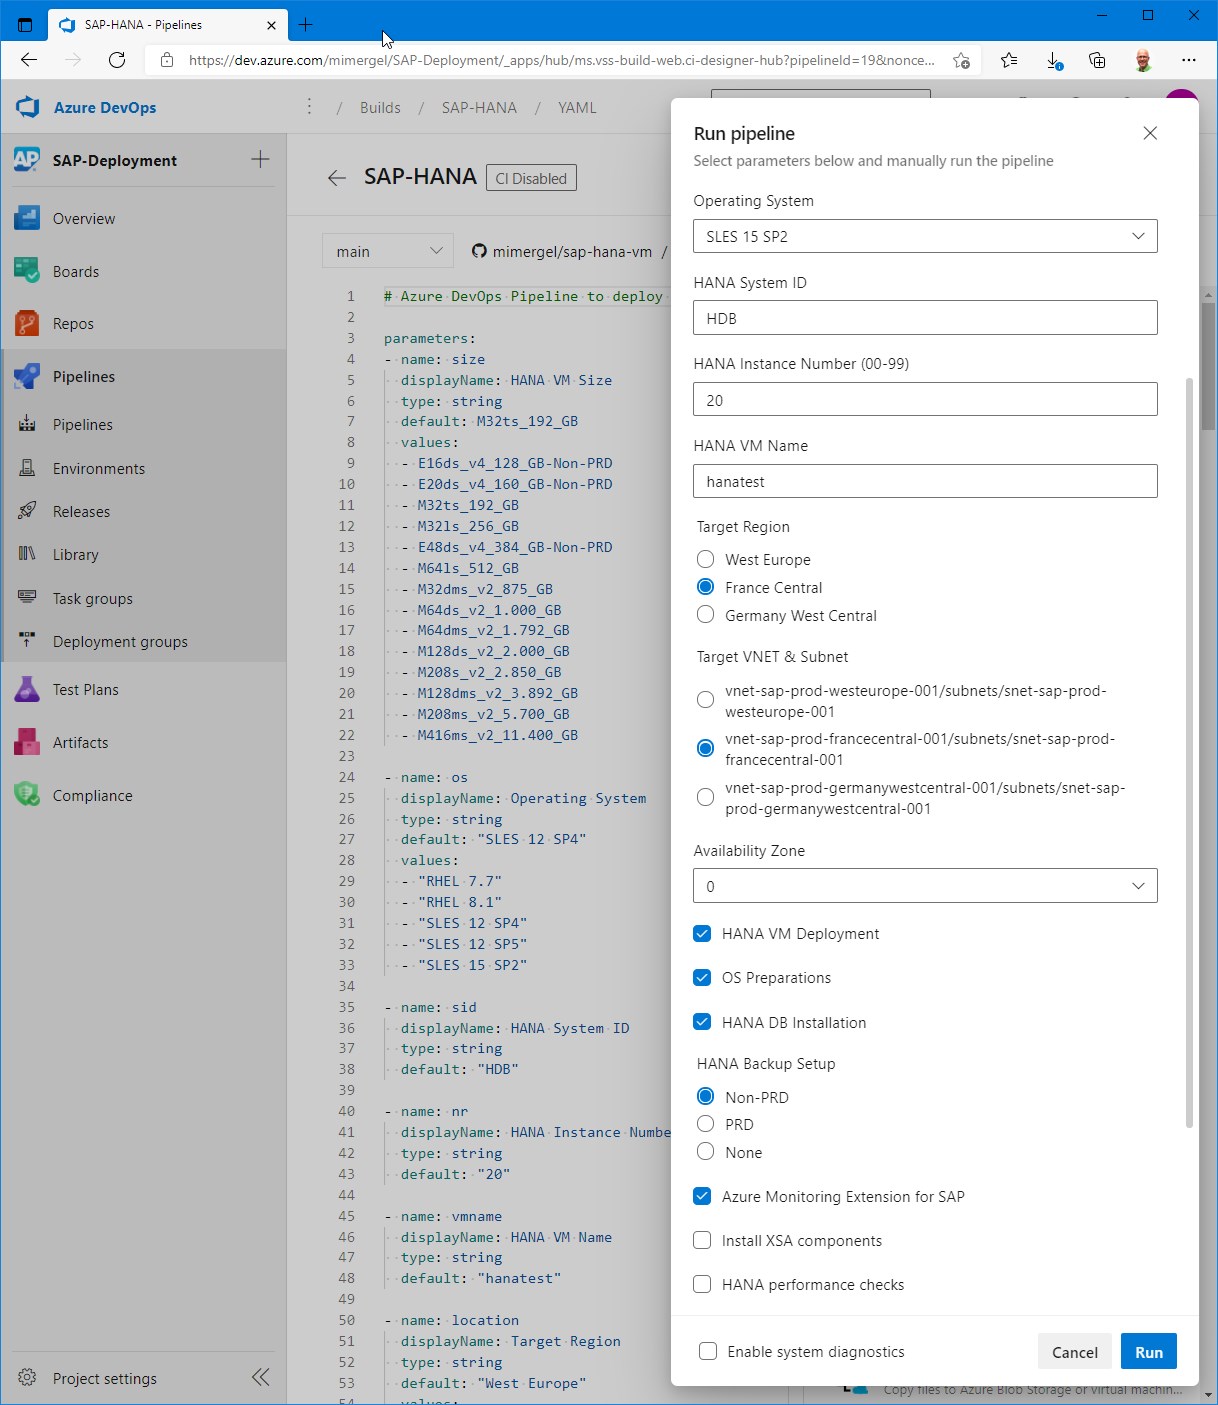 SAP-HANA - Pipelines
https://dev.azure.com/mimergel/SAP-Deployment/_apps/hub/ms.vss-build-web.ci-designer-hub?pipelineId=19&nonce...
Azure DevOps
/ Builds / SAP-HANA / YAML
SAP-Deployment
Overview
Boards
Repos
Pipelines
Pipelines
Environments
Releases
Library
Task groups
Deployment groups
Test Plans
Artifacts
Compliance
Project settings
SAP-HANA CI Disabled
main mimergel/sap-hana-vm /
1 # Azure DevOps Pipeline to deploy
2
3 parameters:
4 - name: size
5 displayName: HANA VM Size
6 type: string
7 default: M32ts_192_GB
8 values:
9 - E16ds_v4_128_GB-Non-PRD
10 - E20ds_v4_160_GB-Non-PRD
11 - M32ts_192_GB
12 - M32ls_256_GB
13 - E48ds_v4_384_GB-Non-PRD
14 - M64ls_512_GB
15 - M32dms_v2_875_GB
16 - M64ds_v2_1.000_GB
17 - M64dms_v2_1.792_GB
18 - M128ds_v2_2.000_GB
19 - M208s_v2_2.850_GB
20 - M128dms_v2_3.892_GB
21 - M208ms_v2_5.700_GB
22 - M416ms_v2_11.400_GB
23
24 - name: os
25 displayName: Operating System
26 type: string
27 default: "SLES 12 SP4"
28 values:
29 - "RHEL 7.7"
30 - "RHEL 8.1"
31 - "SLES 12 SP4"
32 - "SLES 12 SP5"
33 - "SLES 15 SP2"
34
35 - name: sid
36 displayName: HANA System ID
37 type: string
38 default: "HDB"
39
40 - name: nr
41 displayName: HANA Instance Numbe
42 type: string
43 default: "20"
44
45 - name: vmname
46 displayName: HANA VM Name
47 type: string
48 default: "hanatest"
49
50 - name: location
51 displayName: Target Region
52 type: string
53 default: "West Europe"
54 values:
Run pipeline
Select parameters below and manually run the pipeline
Operating System
SLES 15 SP2
HANA System ID
HDB
HANA Instance Number (00-99)
20
HANA VM Name
hanatest
Target Region
West Europe
France Central
Germany West Central
Target VNET & Subnet
vnet-sap-prod-westeurope-001/subnets/snet-sap-prod-
westeurope-001
vnet-sap-prod-francecentral-001/subnets/snet-sap-prod-
francecentral-001
vnet-sap-prod-germanywestcentral-001/subnets/snet-sap-
prod-germanywestcentral-001
Availability Zone
0
HANA VM Deployment
OS Preparations
HANA DB Installation
HANA Backup Setup
Non-PRD
PRD
None
Azure Monitoring Extension for SAP
Install XSA components
HANA performance checks
Enable system diagnostics
Cancel
Run
Copy files to Azure Blob Storage or virtual machin...